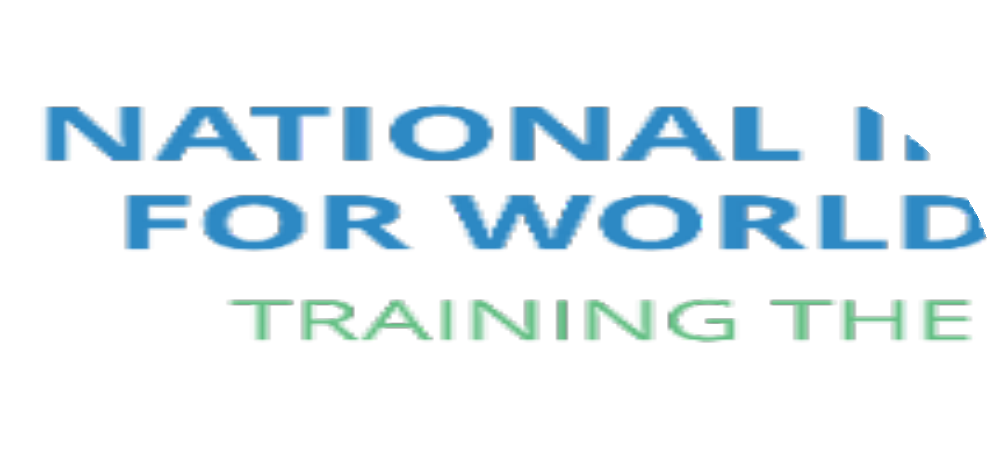 NATIONAL
FOR WORLD
TRAINING THE